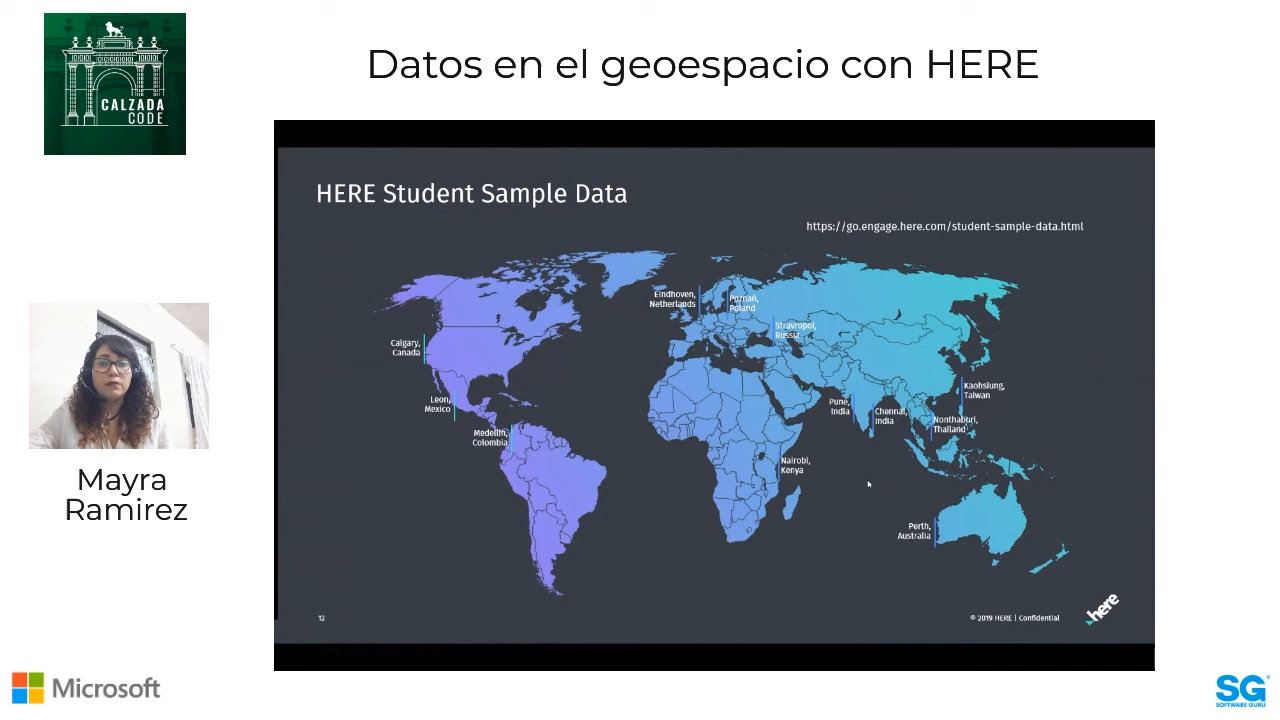 CALZADA
CODE
Datos en el geoespacio con HERE
HERE Student Sample Data
https://go.engage.here.com/student-sample-data.html
Eindhoven,
Netherlands
Poznan,
Poland
Stravropol,
Russia
Calgary,
Canada
Leon,
Mexico
Medellin,
Colombia
Pune,
India
Chennai,
India
Kaohsiung,
Taiwan
Nonthaburi,
Thailand
Nairobi,
Kenya
Perth,
Australia
12
© 2019 HERE | Confidential
here
Mayra
Ramirez
Microsoft
SG
SOFTWARE GURU